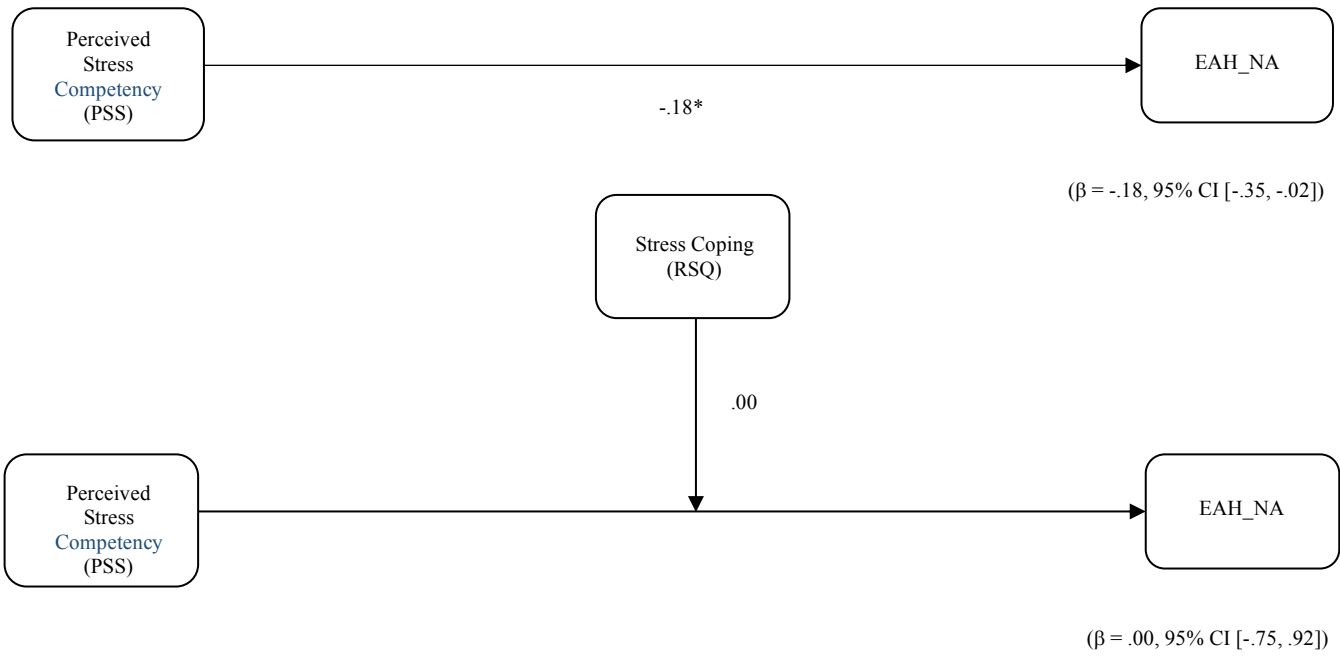 Perceived
Stress
Competency
(PSS)
EAH_NA
-.18*
(β = -.18, 95% CI [-.35, -.02])
Stress Coping
(RSQ)
.00
Perceived
Stress
Competency
(PSS)
EAH_NA
(β = .00, 95% CI [-.75, .92])